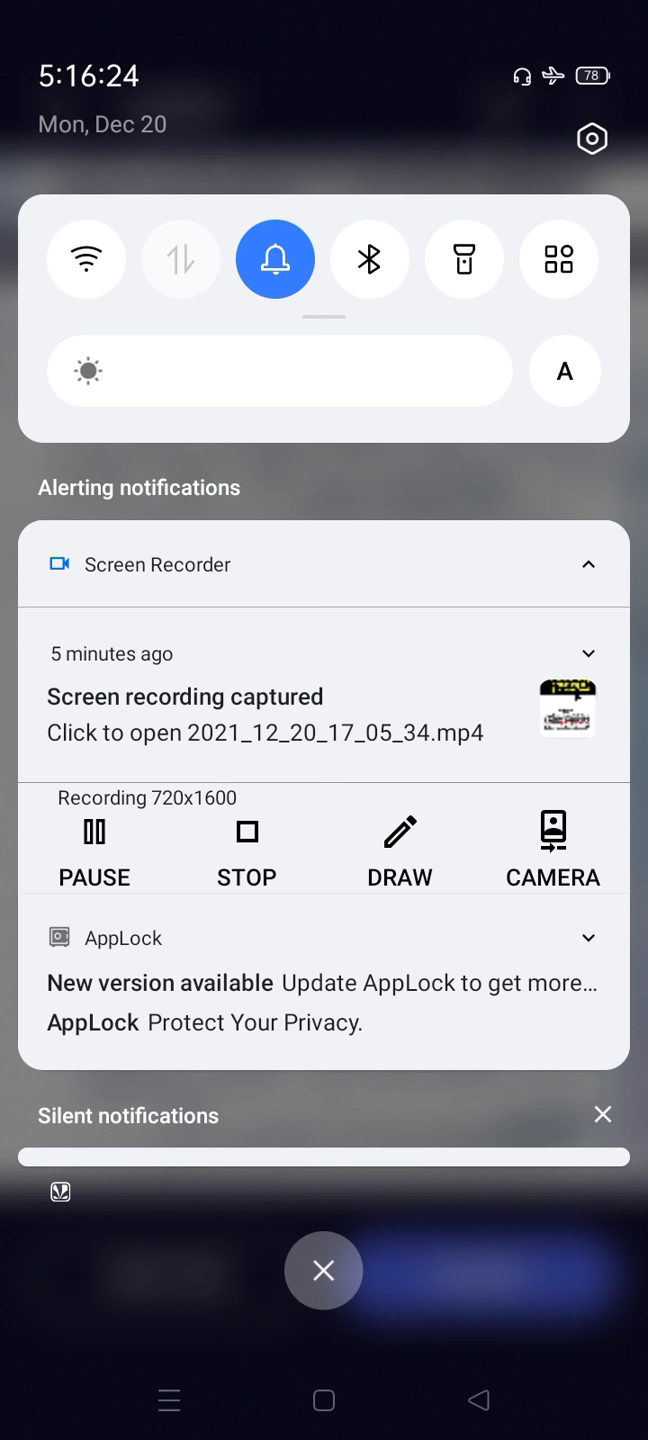 5:16:24
78
Mon, Dec 20
A
Alerting notifications
Screen Recorder
5 minutes ago
Screen recording captured
Click to open 2021_12_20_17_05_34.mp4
Recording 720x1600
PAUSE STOP DRAW CAMERA
AppLock
New version available Update AppLock to get more...
AppLock Protect Your Privacy.
Silent notifications